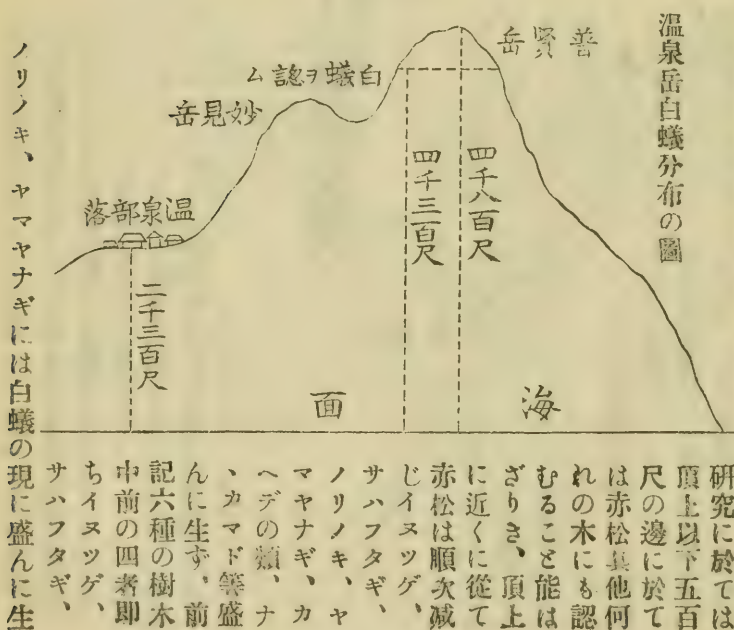 温泉岳白蟻分布の圖
善賢岳
白蟻ヲ認ム
妙見岳
温泉部落
四千八百尺
四千三百尺
二千三百尺
海面
研究に於ては
頂上以下五百
尺の邊に於て
は赤松其他何
れの木にも認
むること能は
ざりき、頂上
に近くに從て
赤松は順次減
じイヌツゲ、
サハフタギ、
ノリノキ、ヤ
マヤナギ、カ
ヘデの類、ナ
ヽカマド等盛
んに生ず、前
記六種の樹木
中前の四者即
ちイヌツゲ、
サハフタギ、
ノリノキ、ヤマヤナギには白蟻の現に盛んに生